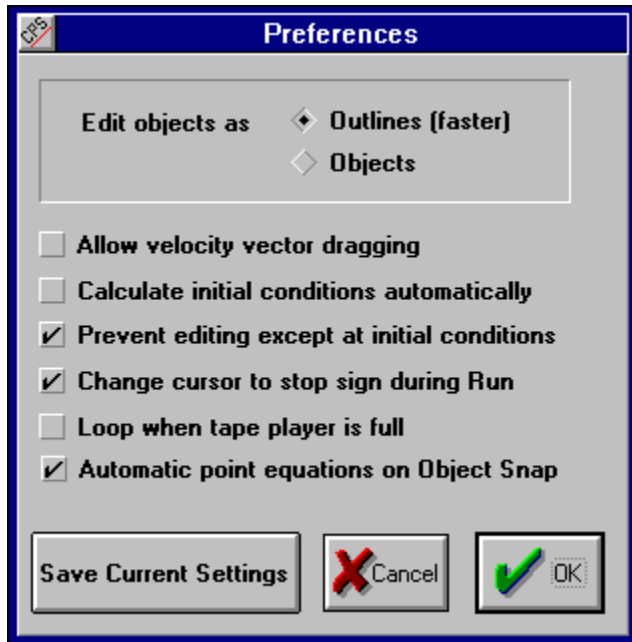 CPS
Preferences
Edit objects as
Outlines (faster)
Objects
Allow velocity vector dragging
Calculate initial conditions automatically
Prevent editing except at initial conditions
Change cursor to stop sign during Run
Loop when tape player is full
Automatic point equations on Object Snap
Save Current Settings
Cancel
OK